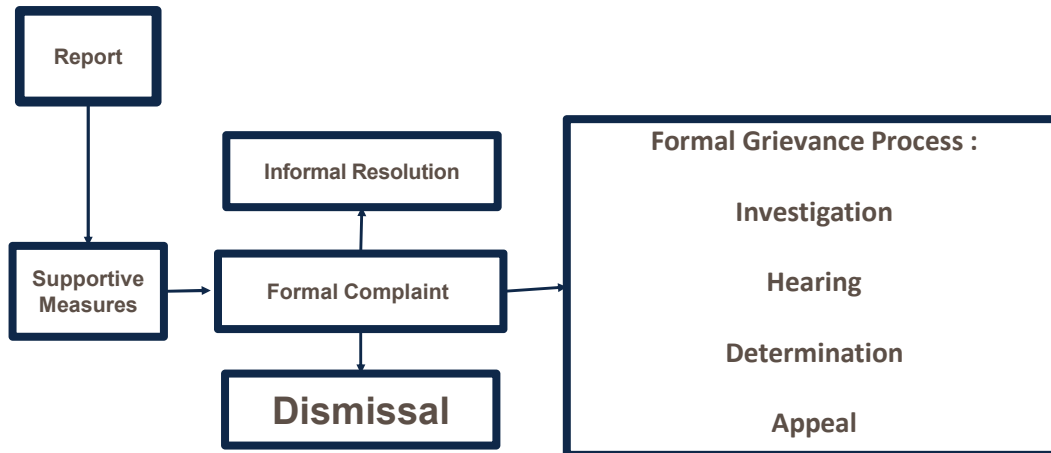 Report
Supportive
Measures
Informal Resolution
Formal Complaint
Dismissal
Formal Grievance Process :
Investigation
Hearing
Determination
Appeal